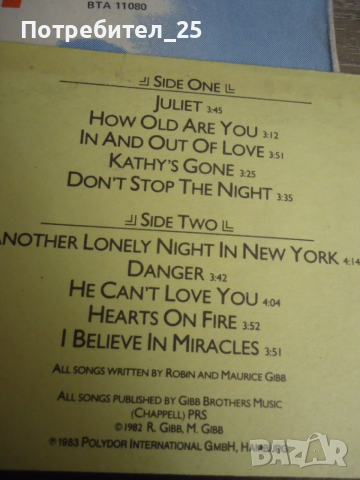 Потребител_25
BTA 11080
SIDE ONE
JULIET 3:45
HOW OLD ARE YOU 3:12
IN AND OUT OF LOVE 3:51
KATHY'S GONE 3:25
DON'T STOP THE NIGHT 3:35
SIDE TWO
ANOTHER LONELY NIGHT IN NEW YORK 4:14
DANGER 3:42
HE CAN'T LOVE YOU 4:04
HEARTS ON FIRE 3:52
I BELIEVE IN MIRACLES 3:51
ALL SONGS WRITTEN BY ROBIN AND MAURICE GIBB
ALL SONGS PUBLISHED BY GIBB BROTHERS MUSIC
(CHAPPELL) PRS
© 1982 R. GIBB, M. GIBB
℗ 1983 POLYDOR INTERNATIONAL GMBH, HAMBURG
BAZAR